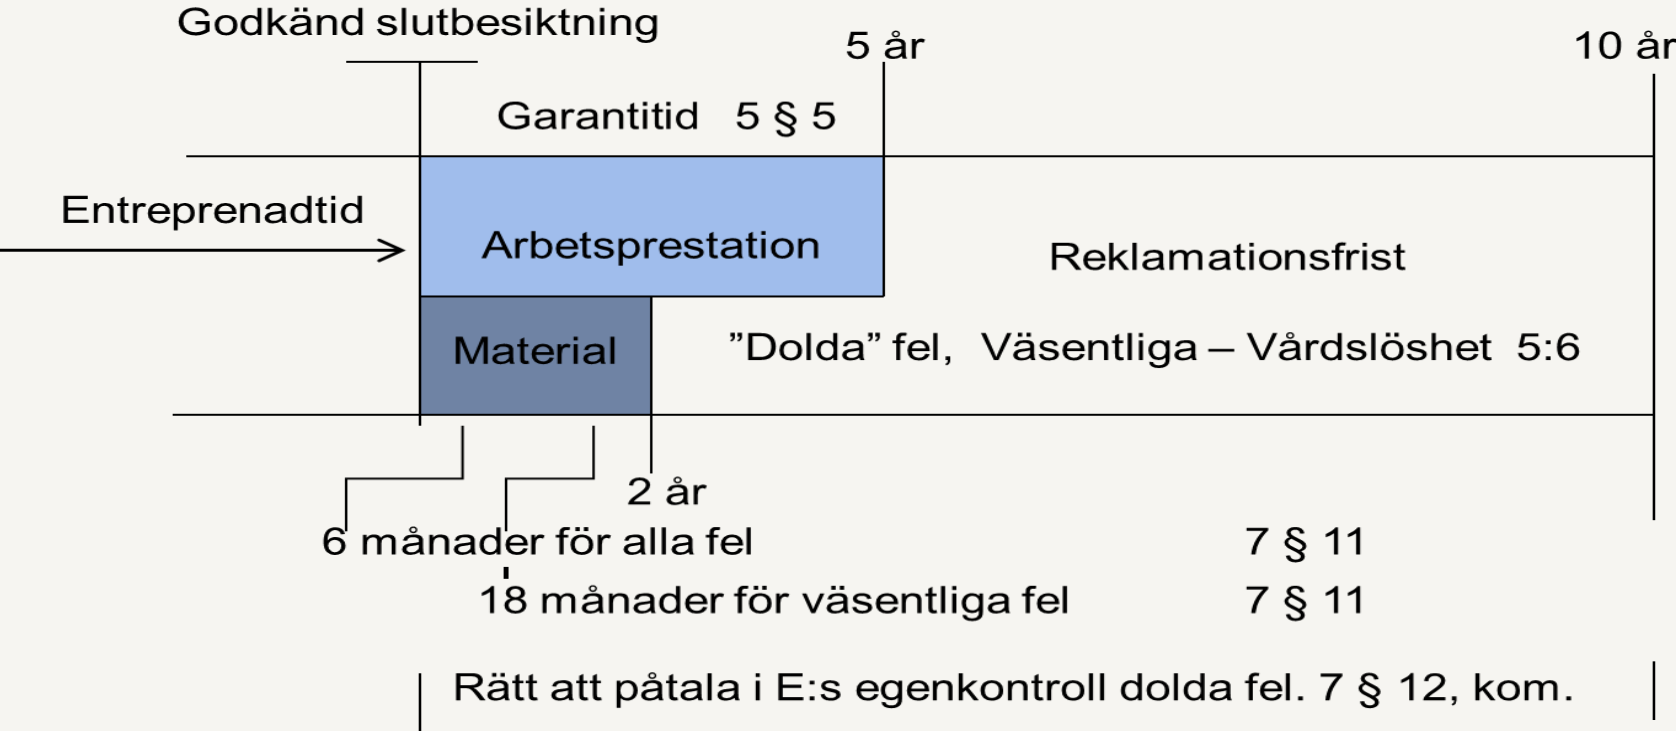 Godkänd slutbesiktning
5 år
10 år
Garantitid 5 § 5
Entreprenadtid
Arbetsprestation
Reklamationsfrist
Material
”Dolda” fel, Väsentliga – Vårdslöshet 5:6
2 år
6 månader för alla fel 7 § 11
18 månader för väsentliga fel 7 § 11
Rätt att påtala i E:s egenkontroll dolda fel. 7 § 12, kom.